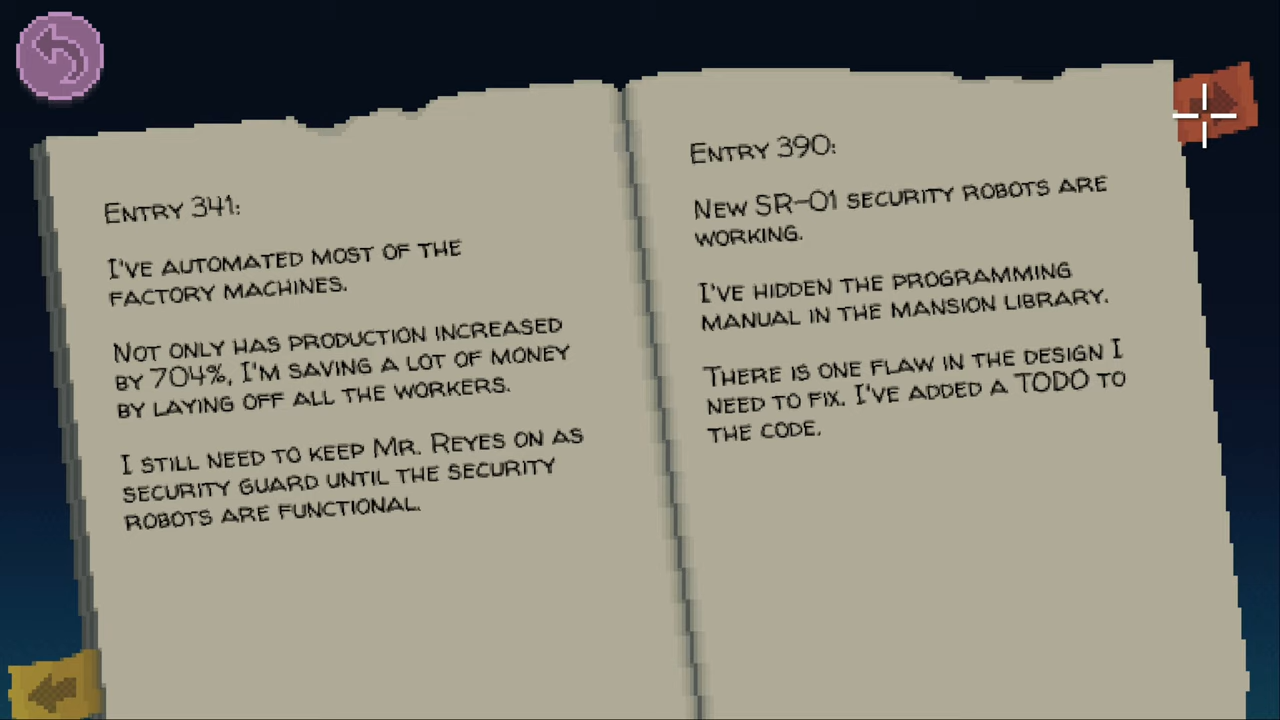 Entry 341:
I've automated most of the
factory machines.
Not only has production increased
by 704%, I'm saving a lot of money
by laying off all the workers.
I still need to keep Mr. Reyes on as
security guard until the security
robots are functional.
Entry 390:
New SR-01 security robots are
working.
I've hidden the programming
manual in the mansion library.
There is one flaw in the design I
need to fix. I've added a TODO to
the code.